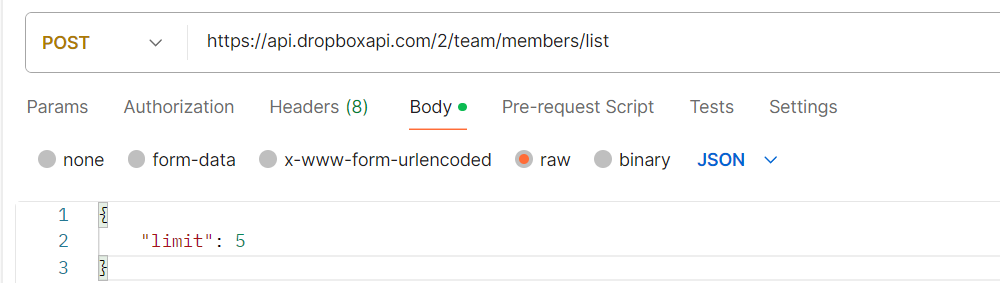 POST https://api.dropboxapi.com/2/team/members/list
Params Authorization Headers (8) Body Pre-request Script Tests Settings
none form-data x-www-form-urlencoded raw binary JSON
1 {
2 "limit": 5
3 }